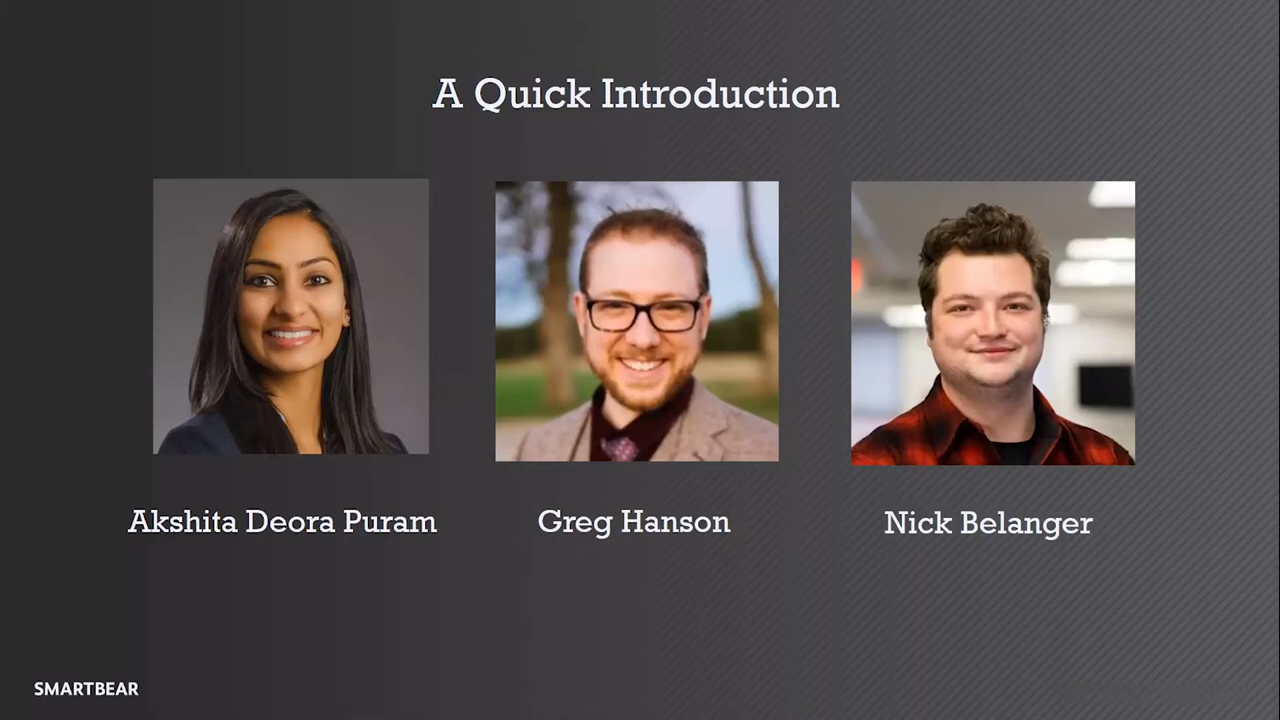 A Quick Introduction
Akshita Deora Puram
Greg Hanson
Nick Belanger
SMARTBEAR